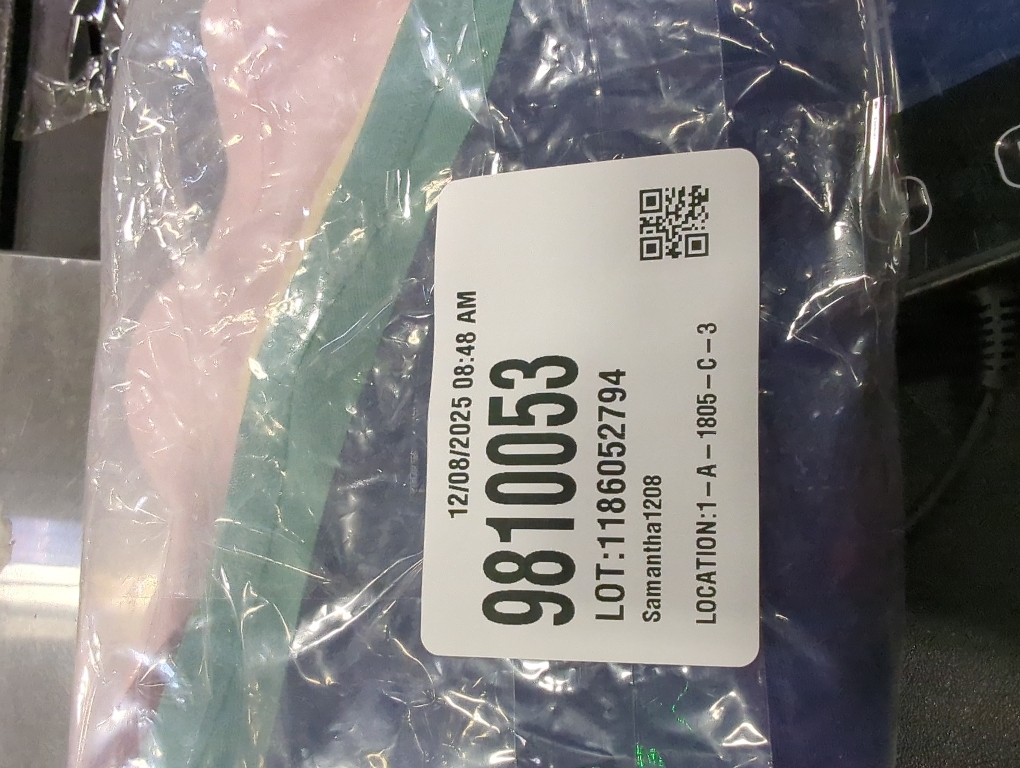 12/08/2025 08:48 AM
9810053
LOT:1186052794
Samantha1208
LOCATION:1-A-1805-C-3